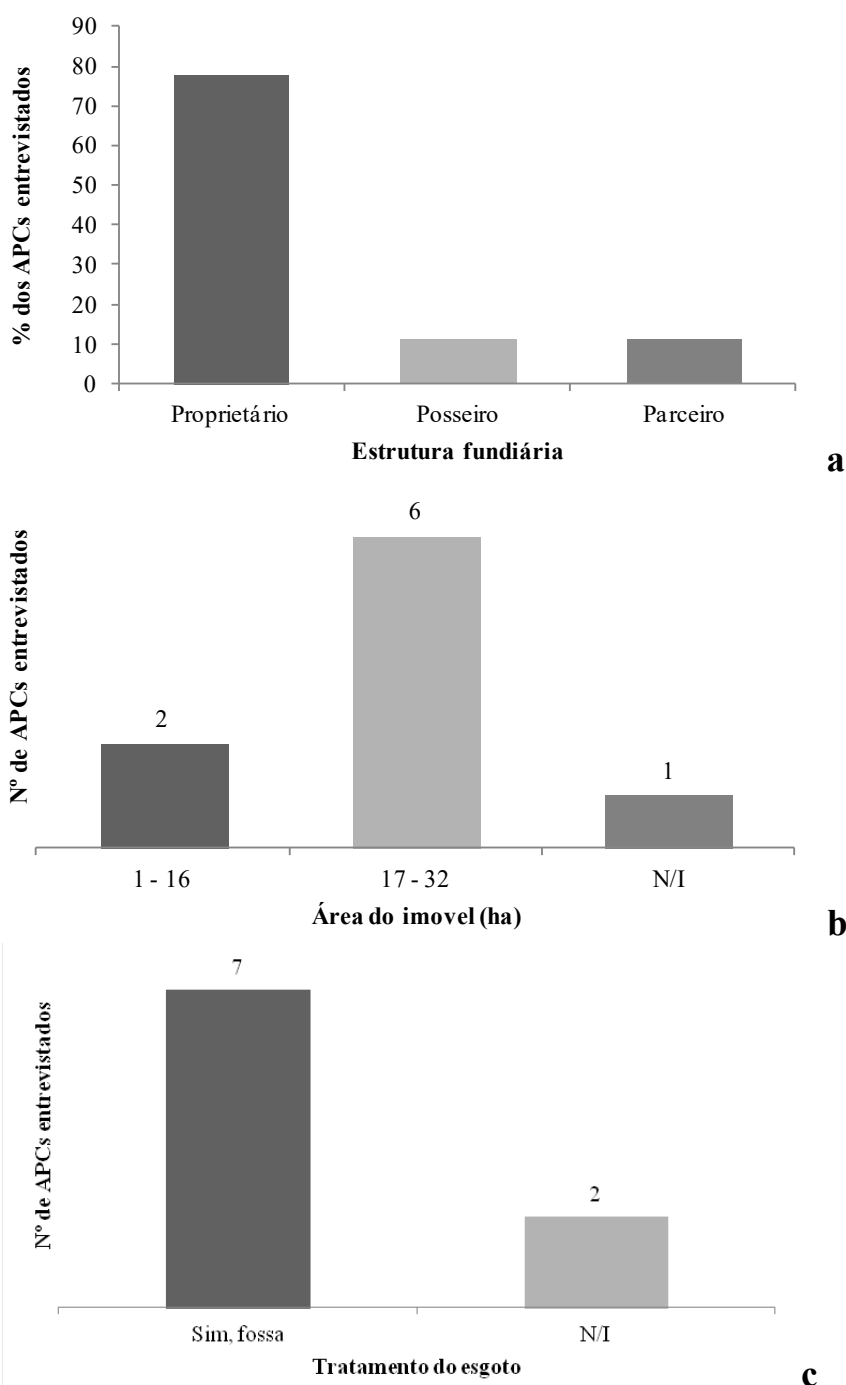 % dos APCs entrevistados
90
80
70
60
50
40
30
20
10
0
Proprietário Posseiro Parceiro
Estrutura fundiária
a
Nº de APCs entrevistados
6
2
1
1 - 16 17 - 32 N/I
Área do imovel (ha)
b
Nº de APCs entrevistados
7
2
Sim, fossa N/I
Tratamento do esgoto
c